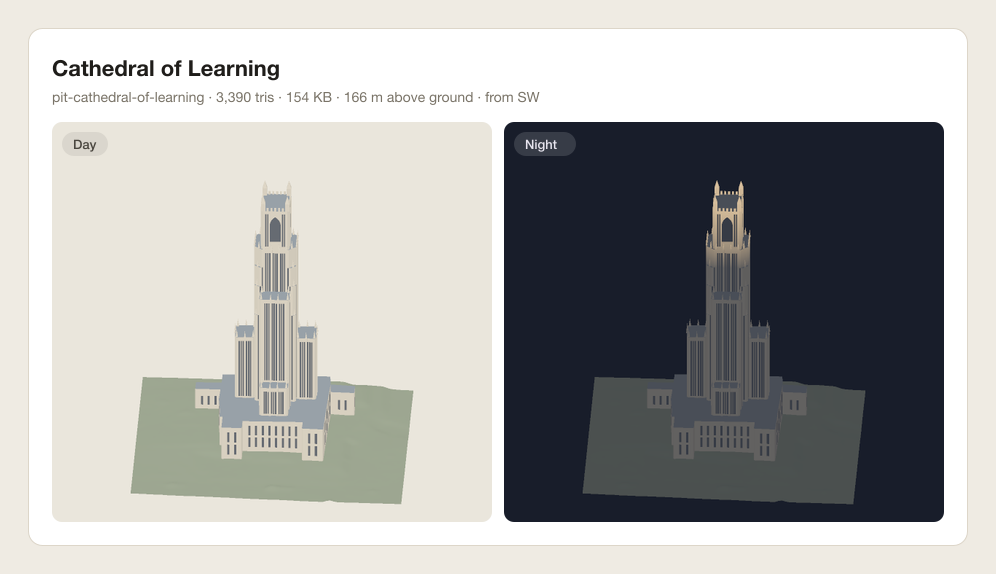 Cathedral of Learning
pit-cathedral-of-learning · 3,390 tris · 154 KB · 166 m above ground · from SW
Day
Night